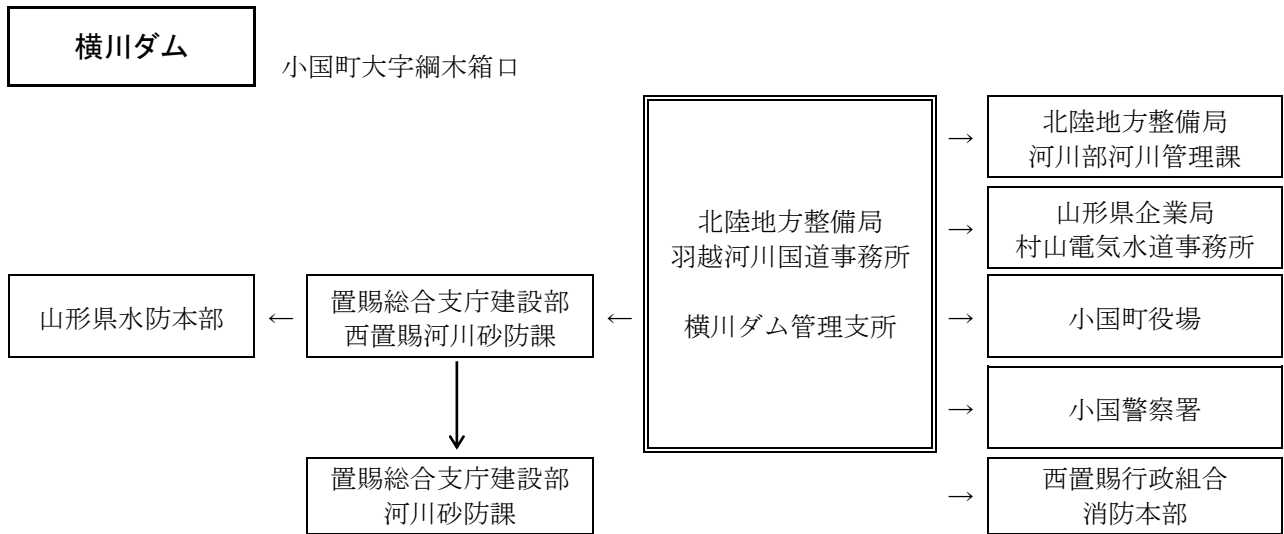 横川ダム
小国町大字綱木箱口
北陸地方整備局
羽越河川国道事務所
横川ダム管理支所
→
北陸地方整備局
河川部河川管理課
→
山形県企業局
村山電気水道事務所
→
小国町役場
→
小国警察署
→
西置賜行政組合
消防本部
←
置賜総合支庁建設部
西置賜河川砂防課
←
山形県水防本部
置賜総合支庁建設部
河川砂防課